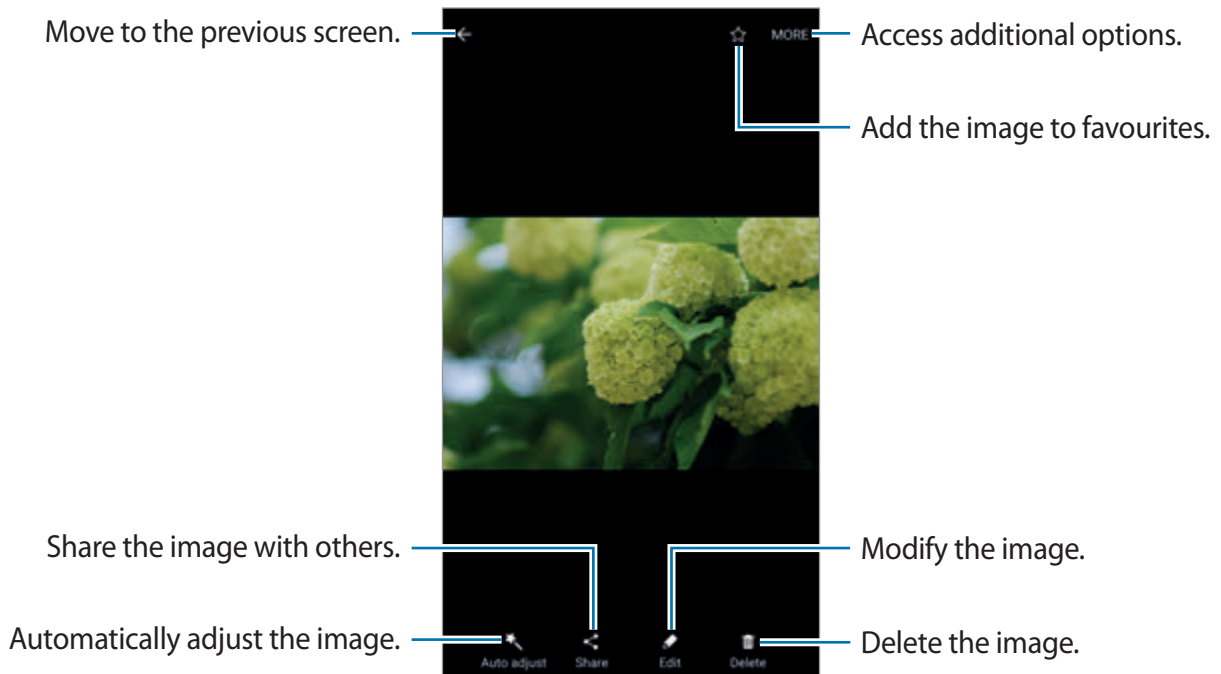 Move to the previous screen.
MORE
Access additional options.
Add the image to favourites.
Share the image with others.
Modify the image.
Automatically adjust the image.
Auto adjust
Share
Edit
Delete
Delete the image.